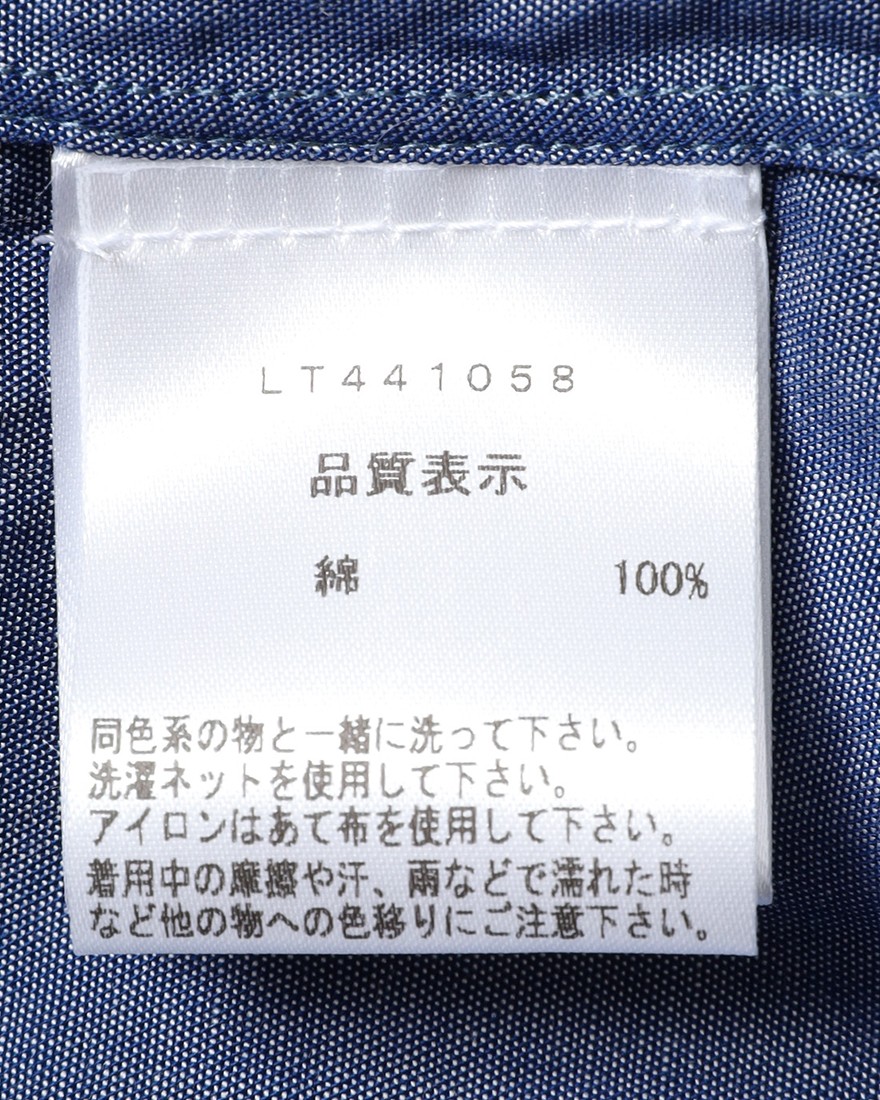 LT441058
品質表示
綿 100%
同色系の物と一緒に洗って下さい。
洗濯ネットを使用して下さい。
アイロンはあて布を使用して下さい。
着用中の摩擦や汗、雨などで濡れた時
など他の物への色移りにご注意下さい。